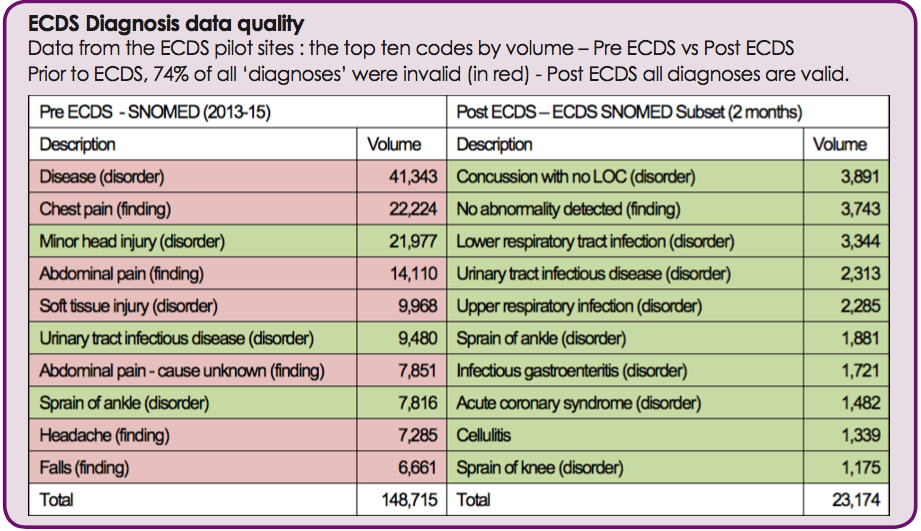 ECDS Diagnosis data quality
Data from the ECDS pilot sites : the top ten codes by volume – Pre ECDS vs Post ECDS
Prior to ECDS, 74% of all ‘diagnoses’ were invalid (in red) - Post ECDS all diagnoses are valid.
Pre ECDS - SNOMED (2013-15) Post ECDS – ECDS SNOMED Subset (2 months)
Description Volume Description Volume
Disease (disorder) 41,343 Concussion with no LOC (disorder) 3,891
Chest pain (finding) 22,224 No abnormality detected (finding) 3,743
Minor head injury (disorder) 21,977 Lower respiratory tract infection (disorder) 3,344
Abdominal pain (finding) 14,110 Urinary tract infectious disease (disorder) 2,313
Soft tissue injury (disorder) 9,968 Upper respiratory infection (disorder) 2,285
Urinary tract infectious disease (disorder) 9,480 Sprain of ankle (disorder) 1,881
Abdominal pain - cause unknown (finding) 7,851 Infectious gastroenteritis (disorder) 1,721
Sprain of ankle (disorder) 7,816 Acute coronary syndrome (disorder) 1,482
Headache (finding) 7,285 Cellulitis 1,339
Falls (finding) 6,661 Sprain of knee (disorder) 1,175
Total 148,715 Total 23,174